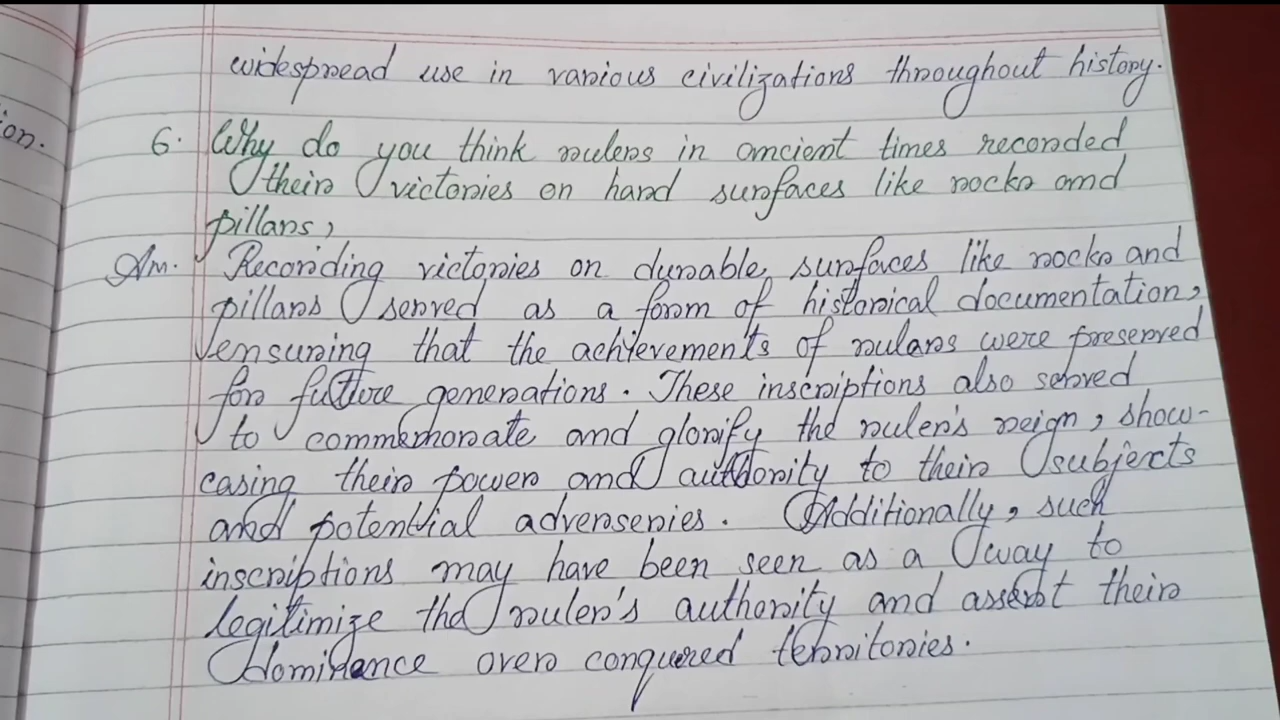 ion.
widespread use in various civilizations throughout history.
6. Why do you think rulers in ancient times recorded
their victories on hard surfaces like rocks and
pillars,
Ans. Recording victories on durable surfaces like rocks and
pillars served as a form of historical documentation,
ensuring that the achievements of rulars were preserved
for future generations. These inscriptions also served
to commemorate and glorify the ruler's reign, show-
casing their power and authority to their subjects
and potential adverseries. Additionally, such
inscriptions may have been seen as a way to
legitimize the ruler's authority and assert their
dominance over conquered territories.